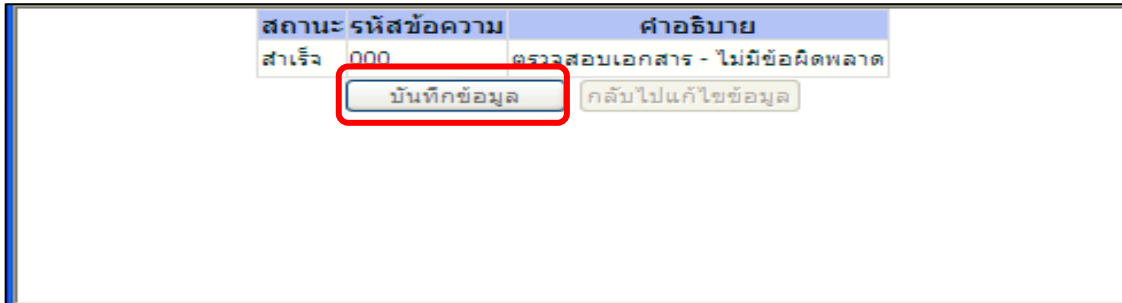 สถานะ รหัสข้อความ คำอธิบาย
สำเร็จ 000 ตรวจสอบเอกสาร - ไม่มีข้อผิดพลาด
บันทึกข้อมูล กลับไปแก้ไขข้อมูล